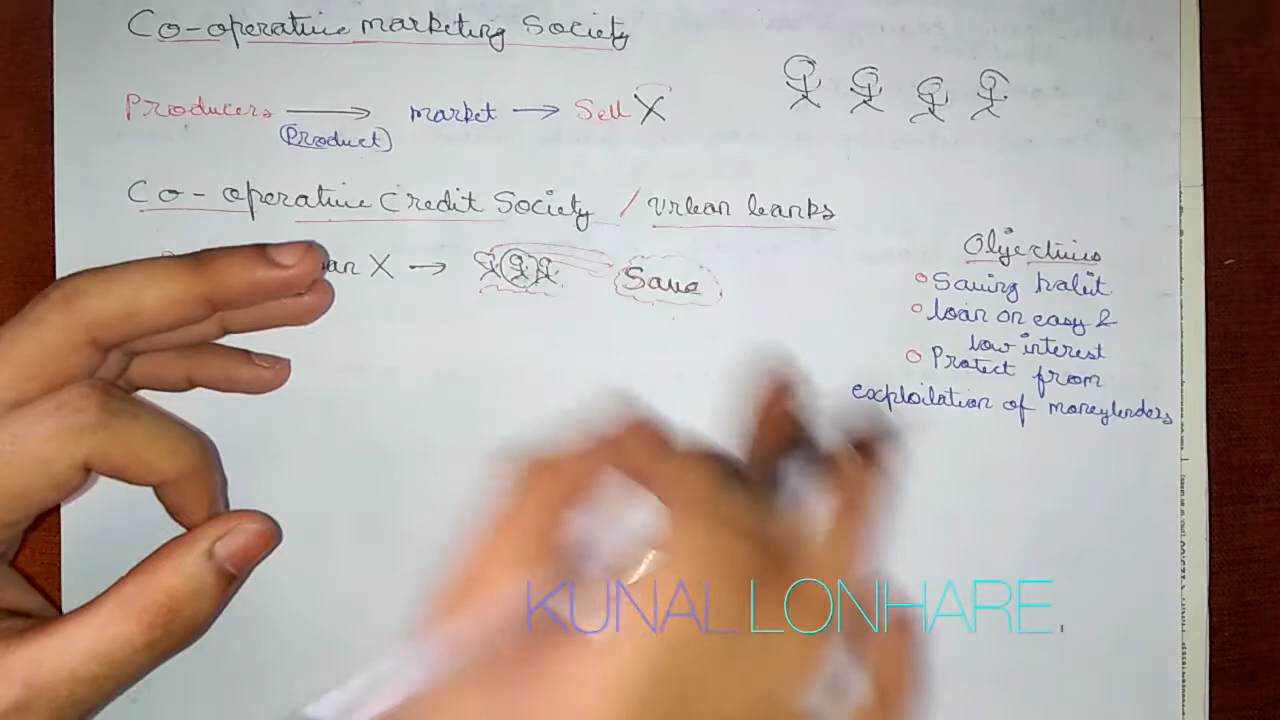 Co-operative marketing Society
Producers → market → Sell X
(Product)
Co-operative Credit Society / Urban banks
X →
Save
Objectives
Saving habit
loan on easy &
low interest
Protect from
exploitation of moneylenders
KUNAL LONHARE